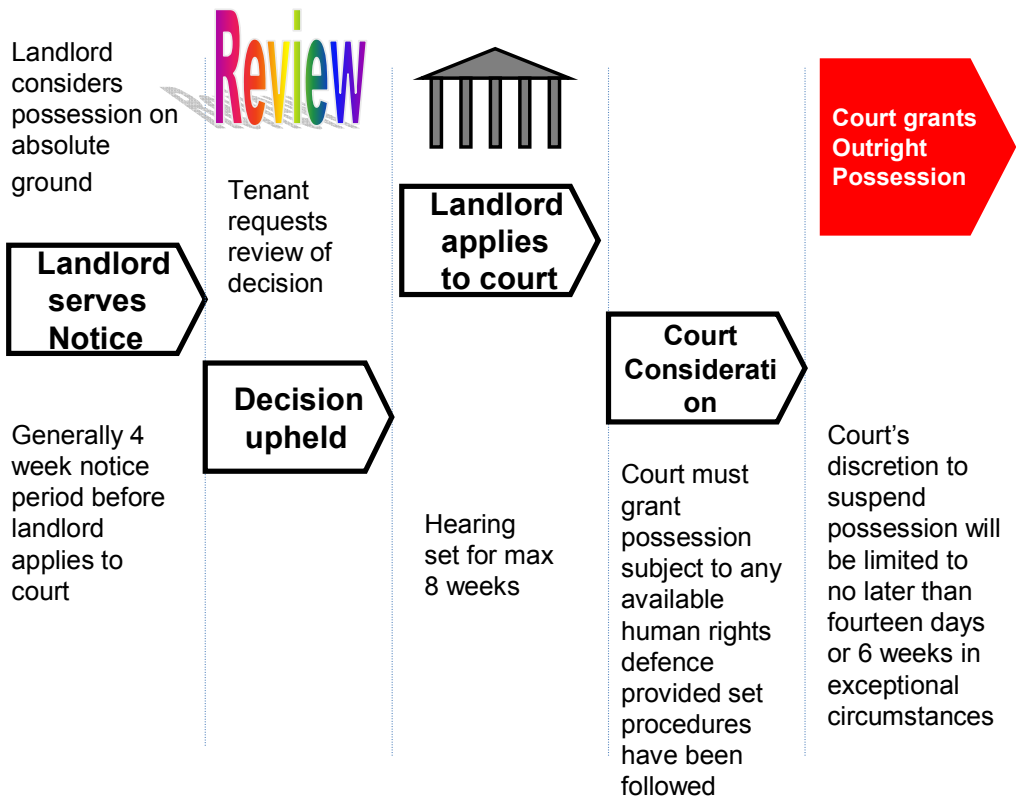 Landlord
considers
possession on
absolute
ground
Landlord
serves
Notice
Generally 4
week notice
period before
landlord
applies to
court
Review
Tenant
requests
review of
decision
Decision
upheld
Landlord
applies
to court
Hearing
set for max
8 weeks
Court
Considerati
on
Court must
grant
possession
subject to any
available
human rights
defence
provided set
procedures
have been
followed
Court grants
Outright
Possession
Court’s
discretion to
suspend
possession will
be limited to
no later than
fourteen days
or 6 weeks in
exceptional
circumstances